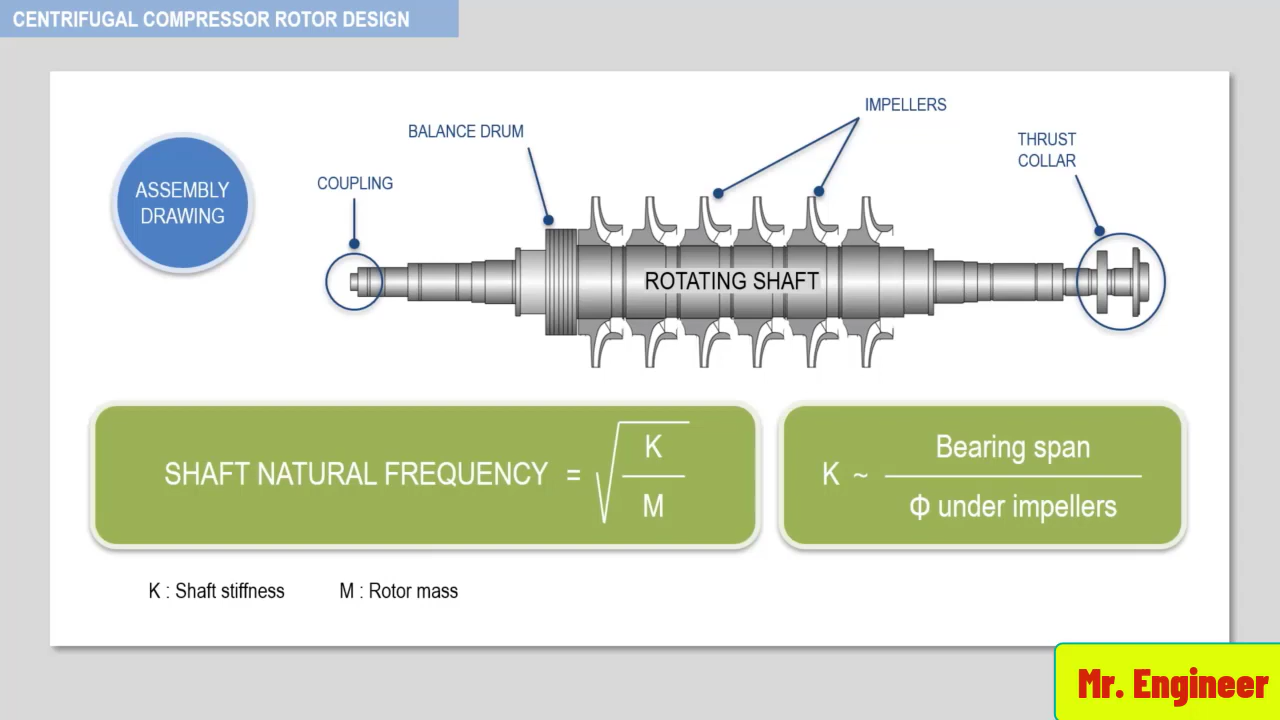 CENTRIFUGAL COMPRESSOR ROTOR DESIGN
IMPELLERS
BALANCE DRUM
THRUST
COLLAR
COUPLING
ASSEMBLY
DRAWING
ROTATING SHAFT
SHAFT NATURAL FREQUENCY = √ K
M
K ~ Bearing span
Φ under impellers
K : Shaft stiffness M : Rotor mass
Mr. Engineer